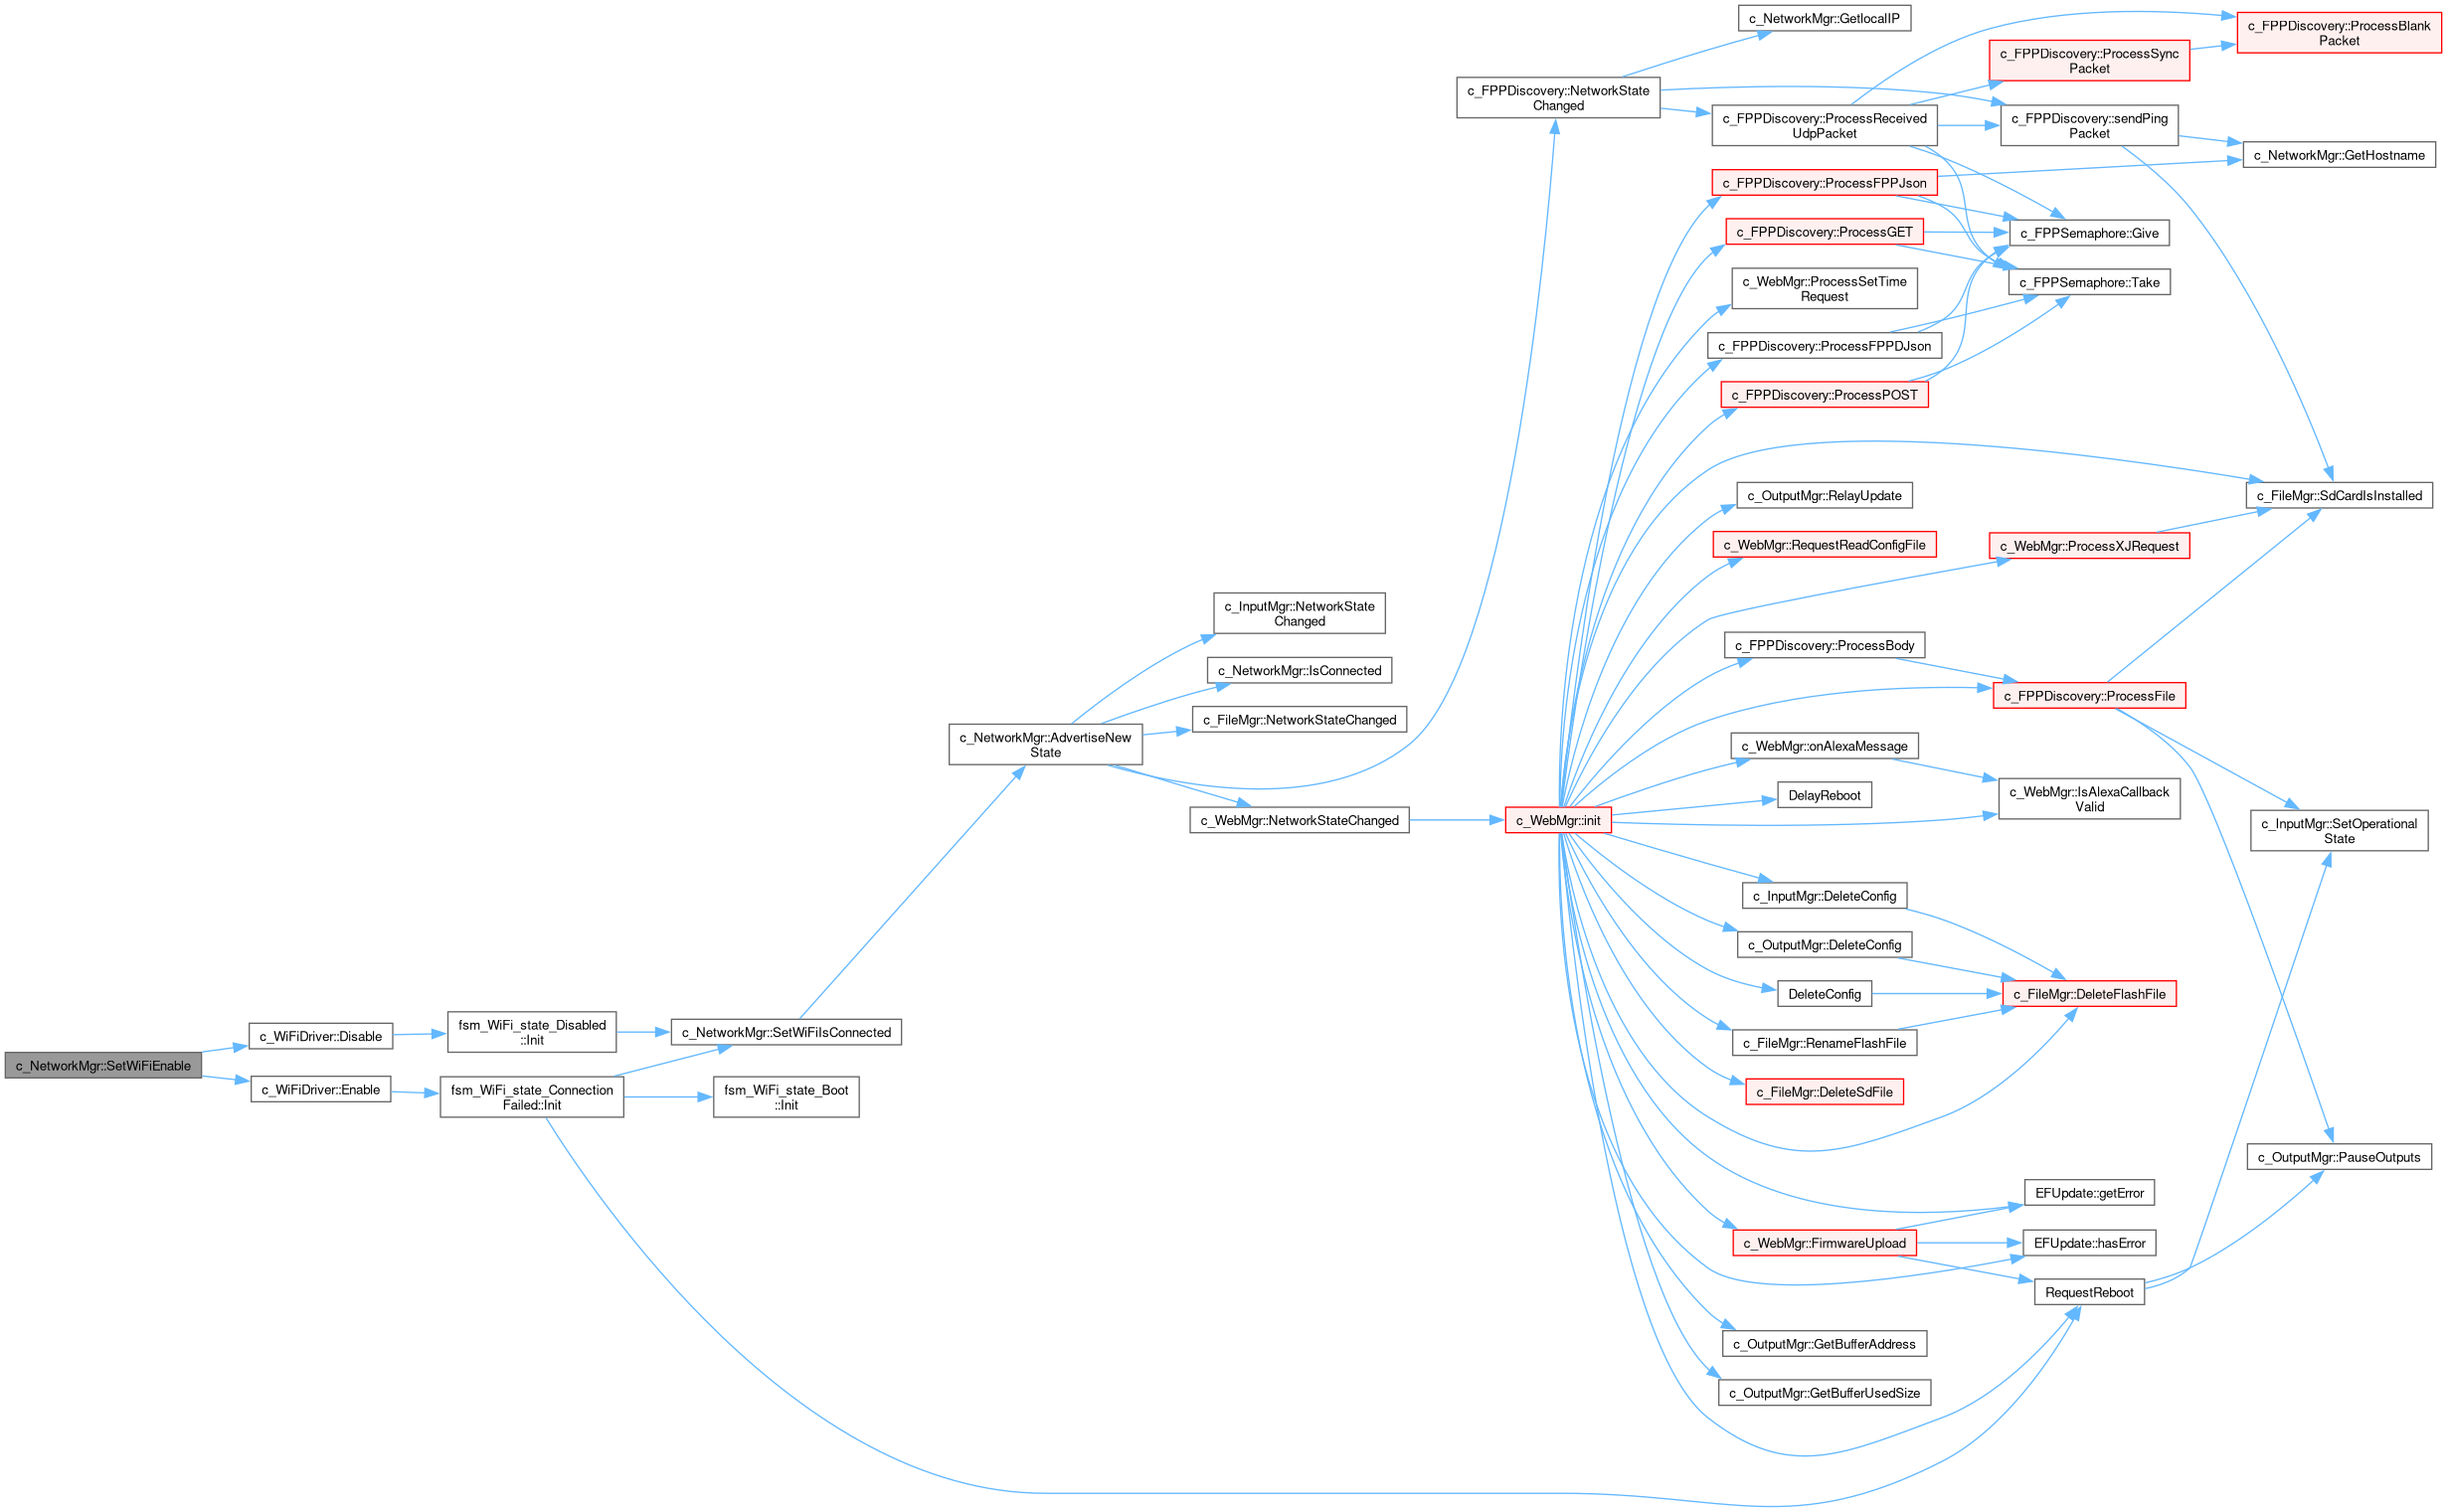 c_NetworkMgr::SetWiFiEnable
c_WiFiDriver::Disable
c_WiFiDriver::Enable
fsm_WiFi_state_Disabled
::Init
fsm_WiFi_state_Connection
Failed::Init
c_NetworkMgr::SetWiFiIsConnected
fsm_WiFi_state_Boot
::Init
c_NetworkMgr::AdvertiseNew
State
c_InputMgr::NetworkState
Changed
c_NetworkMgr::IsConnected
c_FileMgr::NetworkStateChanged
c_WebMgr::NetworkStateChanged
c_FPPDiscovery::NetworkState
Changed
c_WebMgr::init
c_NetworkMgr::GetlocalIP
c_FPPDiscovery::ProcessReceived
UdpPacket
c_FPPDiscovery::ProcessFPPJson
c_FPPDiscovery::ProcessGET
c_WebMgr::ProcessSetTime
Request
c_FPPDiscovery::ProcessFPPDJson
c_FPPDiscovery::ProcessPOST
c_OutputMgr::RelayUpdate
c_WebMgr::RequestReadConfigFile
c_FPPDiscovery::ProcessBody
c_WebMgr::onAlexaMessage
DelayReboot
c_InputMgr::DeleteConfig
c_OutputMgr::DeleteConfig
DeleteConfig
c_FileMgr::RenameFlashFile
c_FileMgr::DeleteSdFile
c_WebMgr::FirmwareUpload
c_OutputMgr::GetBufferAddress
c_OutputMgr::GetBufferUsedSize
c_FPPDiscovery::ProcessSync
Packet
c_FPPDiscovery::sendPing
Packet
c_FPPSemaphore::Give
c_FPPSemaphore::Take
c_WebMgr::ProcessXJRequest
c_FPPDiscovery::ProcessFile
c_WebMgr::IsAlexaCallback
Valid
c_FileMgr::DeleteFlashFile
EFUpdate::getError
EFUpdate::hasError
RequestReboot
c_FPPDiscovery::ProcessBlank
Packet
c_NetworkMgr::GetHostname
c_FileMgr::SdCardIsInstalled
c_InputMgr::SetOperational
State
c_OutputMgr::PauseOutputs